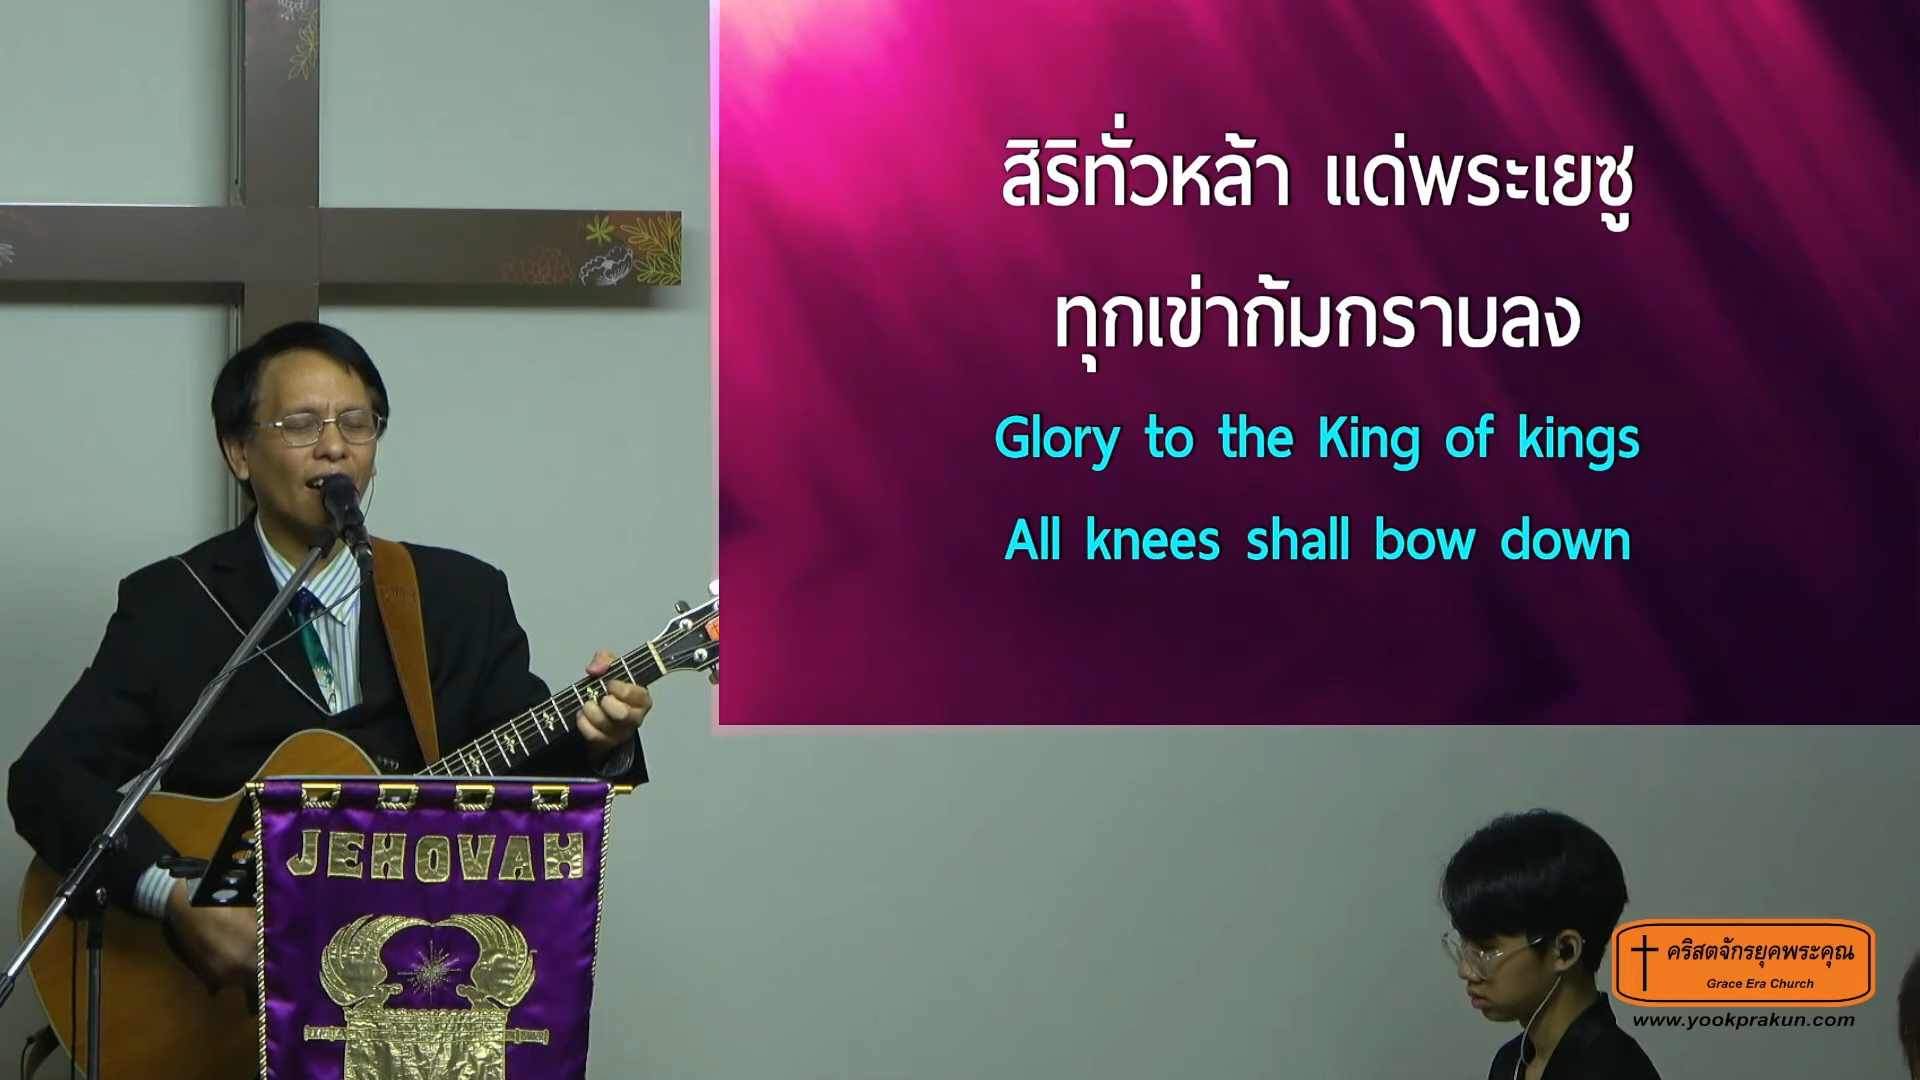 สิริทั่วหล้า แด่พระเยซู
ทุกเข่าก้มกราบลง
Glory to the King of kings
All knees shall bow down
JEHOVAH
คริสตจักรยุคพระคุณ
Grace Era Church
www.yookprakun.com